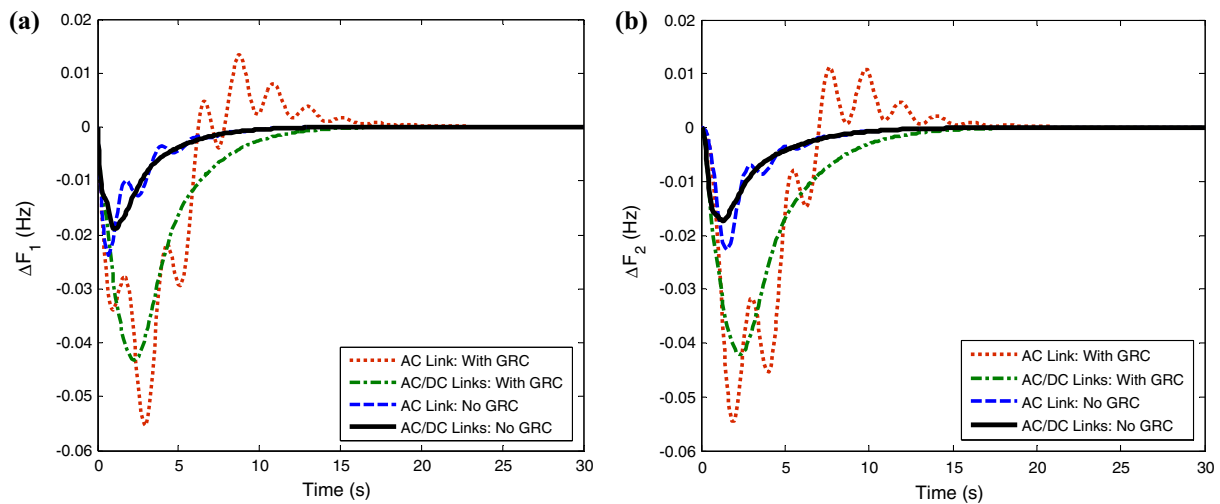 (a)
0.02
0.01
0
-0.01
-0.02
-0.03
-0.04
-0.05
-0.06
ΔF1 (Hz)
0 5 10 15 20 25 30
Time (s)
AC Link: With GRC
AC/DC Links: With GRC
AC Link: No GRC
AC/DC Links: No GRC
(b)
0.02
0.01
0
-0.01
-0.02
-0.03
-0.04
-0.05
-0.06
ΔF2 (Hz)
0 5 10 15 20 25 30
Time (s)
AC Link: With GRC
AC/DC Links: With GRC
AC Link: No GRC
AC/DC Links: No GRC